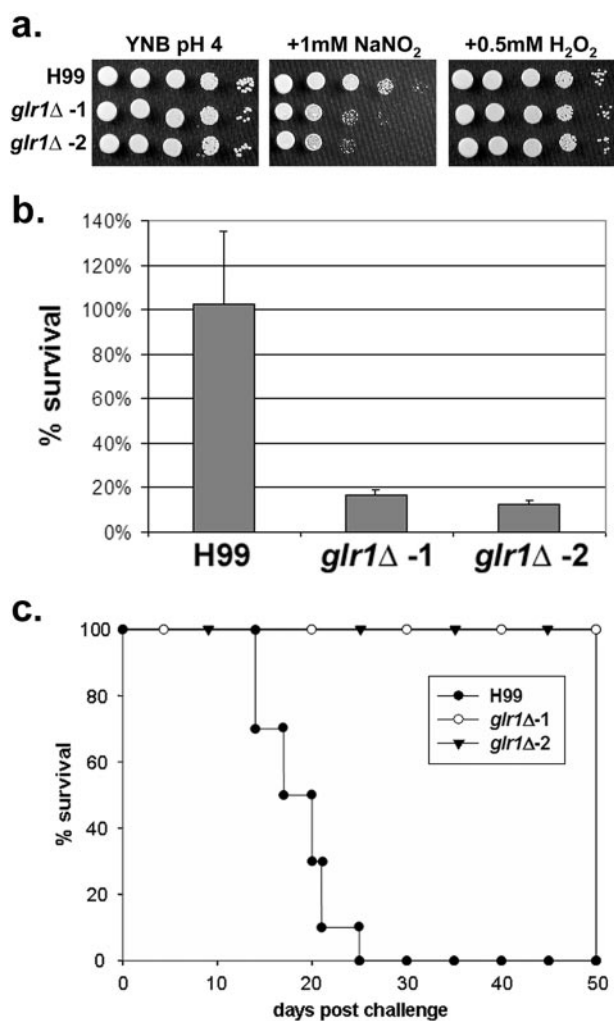 a.
YNB pH 4 +1mM NaNO₂ +0.5mM H₂O₂
H99
glr1Δ -1
glr1Δ -2
b.
% survival
140%
120%
100%
80%
60%
40%
20%
0%
H99 glr1Δ -1 glr1Δ -2
c.
% survival
100
80
60
40
20
0
H99
glr1Δ-1
glr1Δ-2
0 10 20 30 40 50
days post challenge